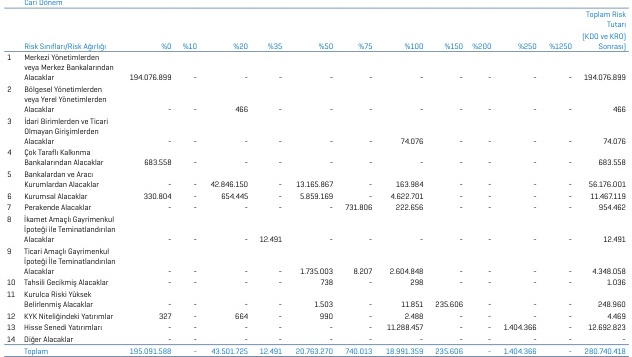 Cari Dönem
Toplam Risk
Tutarı
(KDO ve KRO
Risk Sınıfları/Risk Ağırlığı %0 %10 %20 %35 %50 %75 %100 %150 %200 %250 %1250 Sonrası)
1 Merkezi Yönetimlerden
veya Merkez Bankalarından
Alacaklar 194.076.899 - - - - - - - - - - 194.076.899
2 Bölgesel Yönetimlerden
veya Yerel Yönetimlerden
Alacaklar - - 466 - - - - - - - - 466
3 İdari Birimlerden ve Ticari
Olmayan Girişimlerden
Alacaklar - - - - - - 74.076 - - - - 74.076
4 Çok Taraflı Kalkınma
Bankalarından Alacaklar 683.558 - - - - - - - - - - 683.558
5 Bankalardan ve Aracı
Kurumlardan Alacaklar - - 42.846.150 - 13.165.867 - 163.984 - - - - 56.176.001
6 Kurumsal Alacaklar 330.804 - 654.445 - 5.859.169 - 4.622.701 - - - - 11.467.119
7 Perakende Alacaklar - - - - - 731.806 222.656 - - - - 954.462
8 İkamet Amaçlı Gayrimenkul
İpoteği ile Teminatlandırılan
Alacaklar - - - 12.491 - - - - - - - 12.491
9 Ticari Amaçlı Gayrimenkul
İpoteği İle Teminatlandırılan
Alacaklar - - - - 1.735.003 8.207 2.604.848 - - - - 4.348.058
10 Tahsili Gecikmiş Alacaklar - - - - 738 - 298 - - - - 1.036
11 Kurulca Riski Yüksek
Belirlenmiş Alacaklar - - - - 1.503 - 11.851 235.606 - - - 248.960
12 KYK Niteliğindeki Yatırımlar 327 - 664 - 990 - 2.488 - - - - 4.469
13 Hisse Senedi Yatırımları - - - - - - 11.288.457 - - 1.404.366 - 12.692.823
14 Diğer Alacaklar - - - - - - - - - - - -
Toplam 195.091.588 - 43.501.725 12.491 20.763.270 740.013 18.991.359 235.606 - 1.404.366 - 280.740.418